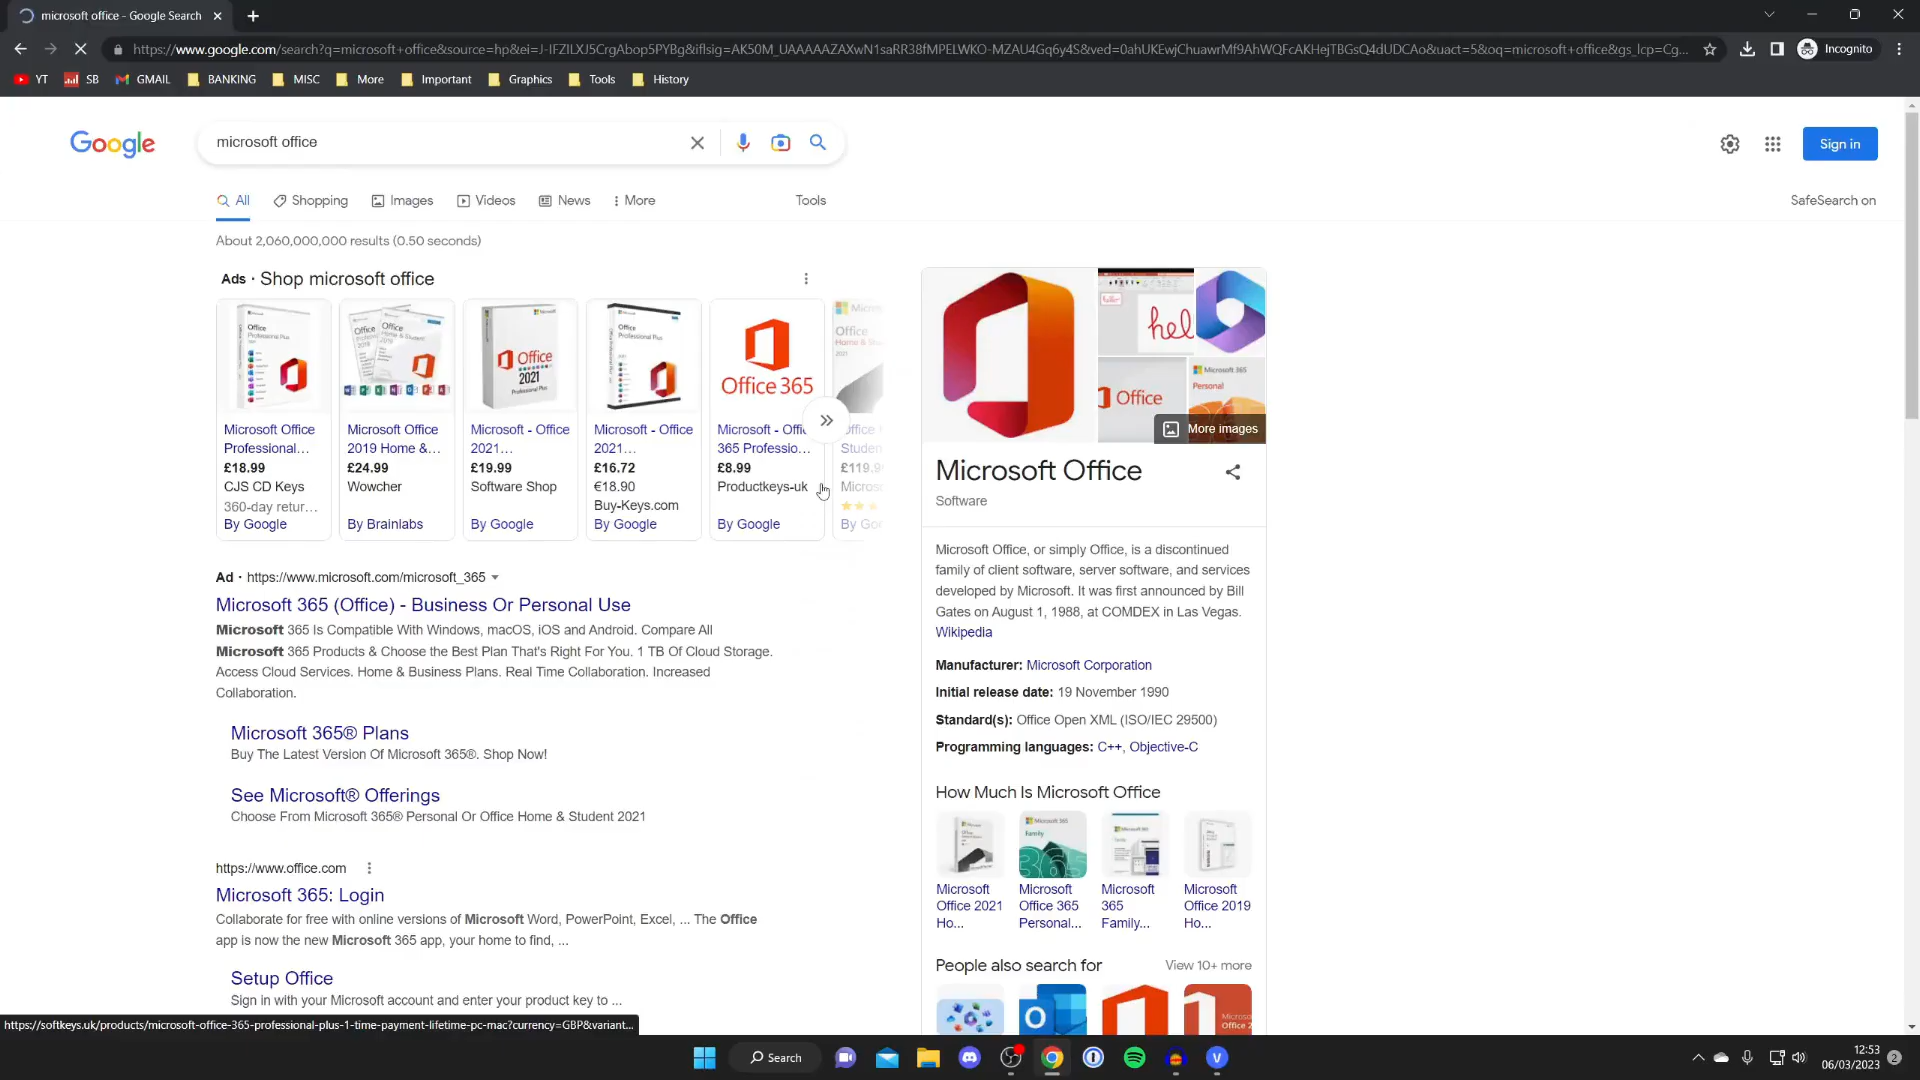 microsoft office - Google Search
https://www.google.com/search?q=microsoft+office&source=hp&ei=J-IFZILXJ5CrgAbop5PYBg&iflsig=AK50M_UAAAAAZAXwN1saRR38fMPELWKO-MZAU4Gq6y4S&ved=0ahUKEwjChuawrMf9AhWQFcAKHejTBGsQ4dUDCAo&uact=5&oq=microsoft+office&gs_lcp=Cg...
Incognito
YT SB GMAIL BANKING MISC More Important Graphics Tools History
Google
microsoft office
Sign in
All Shopping Images Videos News More Tools
SafeSearch on
About 2,060,000,000 results (0.50 seconds)
Ads · Shop microsoft office
Microsoft Office
Professional...
£18.99
CJS CD Keys
360-day retur...
By Google
Microsoft Office
2019 Home &...
£24.99
Wowcher
By Brainlabs
Office
2021
Microsoft - Office
2021...
£19.99
Software Shop
By Google
Microsoft - Office
2021...
£16.72
€18.90
Buy-Keys.com
By Google
Office 365
Microsoft - Offic
365 Professio...
£8.99
Productkeys-uk
By Google
Office
Studen
£119.9
Micros
By Goo
Ad · https://www.microsoft.com/microsoft_365
Microsoft 365 (Office) - Business Or Personal Use
Microsoft 365 Is Compatible With Windows, macOS, iOS and Android. Compare All
Microsoft 365 Products & Choose the Best Plan That's Right For You. 1 TB Of Cloud Storage.
Access Cloud Services. Home & Business Plans. Real Time Collaboration. Increased
Collaboration.
Microsoft 365® Plans
Buy The Latest Version Of Microsoft 365®. Shop Now!
See Microsoft® Offerings
Choose From Microsoft 365® Personal Or Office Home & Student 2021
https://www.office.com
Microsoft 365: Login
Collaborate for free with online versions of Microsoft Word, PowerPoint, Excel, ... The Office
app is now the new Microsoft 365 app, your home to find, ...
Setup Office
Sign in with your Microsoft account and enter your product key to ...
hel
Office
Microsoft 365
Personal
More images
Microsoft Office
Software
Microsoft Office, or simply Office, is a discontinued
family of client software, server software, and services
developed by Microsoft. It was first announced by Bill
Gates on August 1, 1988, at COMDEX in Las Vegas.
Wikipedia
Manufacturer: Microsoft Corporation
Initial release date: 19 November 1990
Standard(s): Office Open XML (ISO/IEC 29500)
Programming languages: C++, Objective-C
How Much Is Microsoft Office
Microsoft
Office 2021
Ho...
Microsoft
Office 365
Personal...
Microsoft
365
Family...
Microsoft
Office 2019
Ho...
People also search for
View 10+ more
https://softkeys.uk/products/microsoft-office-365-professional-plus-1-time-payment-lifetime-pc-mac?currency=GBP&variant...
Search
12:53
06/03/2023
2